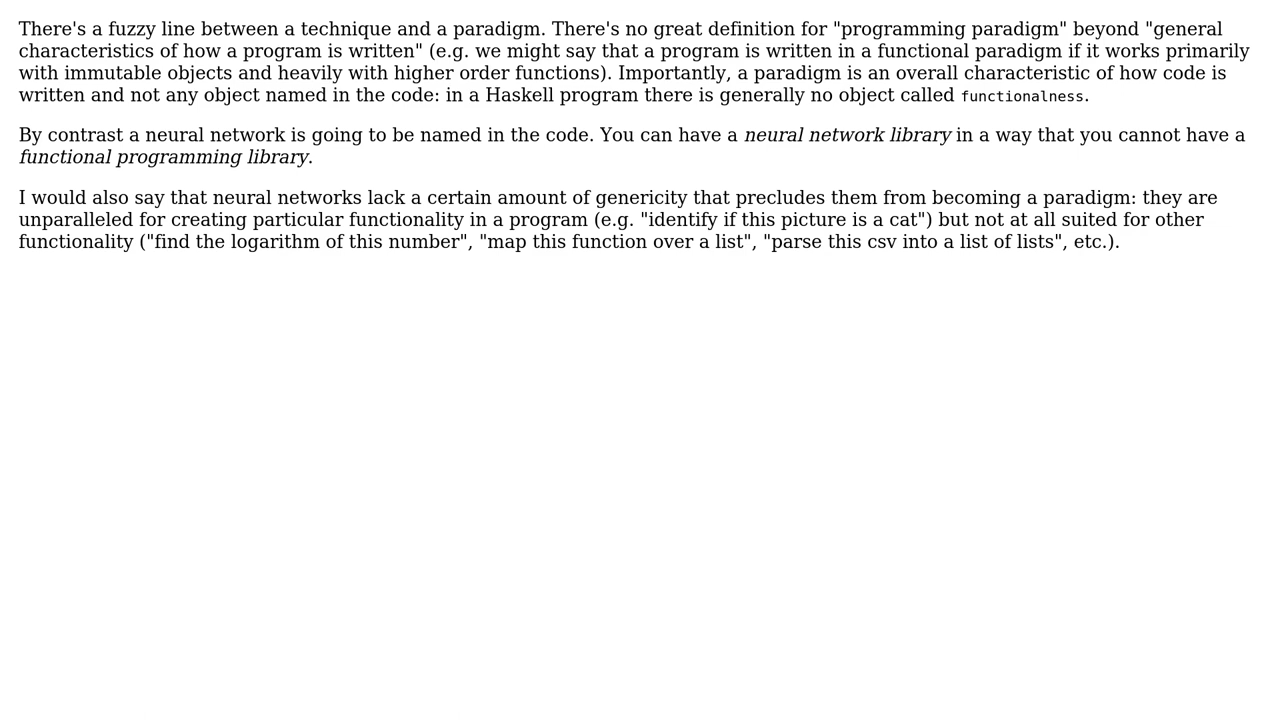 There's a fuzzy line between a technique and a paradigm. There's no great definition for "programming paradigm" beyond "general
characteristics of how a program is written" (e.g. we might say that a program is written in a functional paradigm if it works primarily
with immutable objects and heavily with higher order functions). Importantly, a paradigm is an overall characteristic of how code is
written and not any object named in the code: in a Haskell program there is generally no object called functionalness.
By contrast a neural network is going to be named in the code. You can have a neural network library in a way that you cannot have a
functional programming library.
I would also say that neural networks lack a certain amount of genericity that precludes them from becoming a paradigm: they are
unparalleled for creating particular functionality in a program (e.g. "identify if this picture is a cat") but not at all suited for other
functionality ("find the logarithm of this number", "map this function over a list", "parse this csv into a list of lists", etc.).